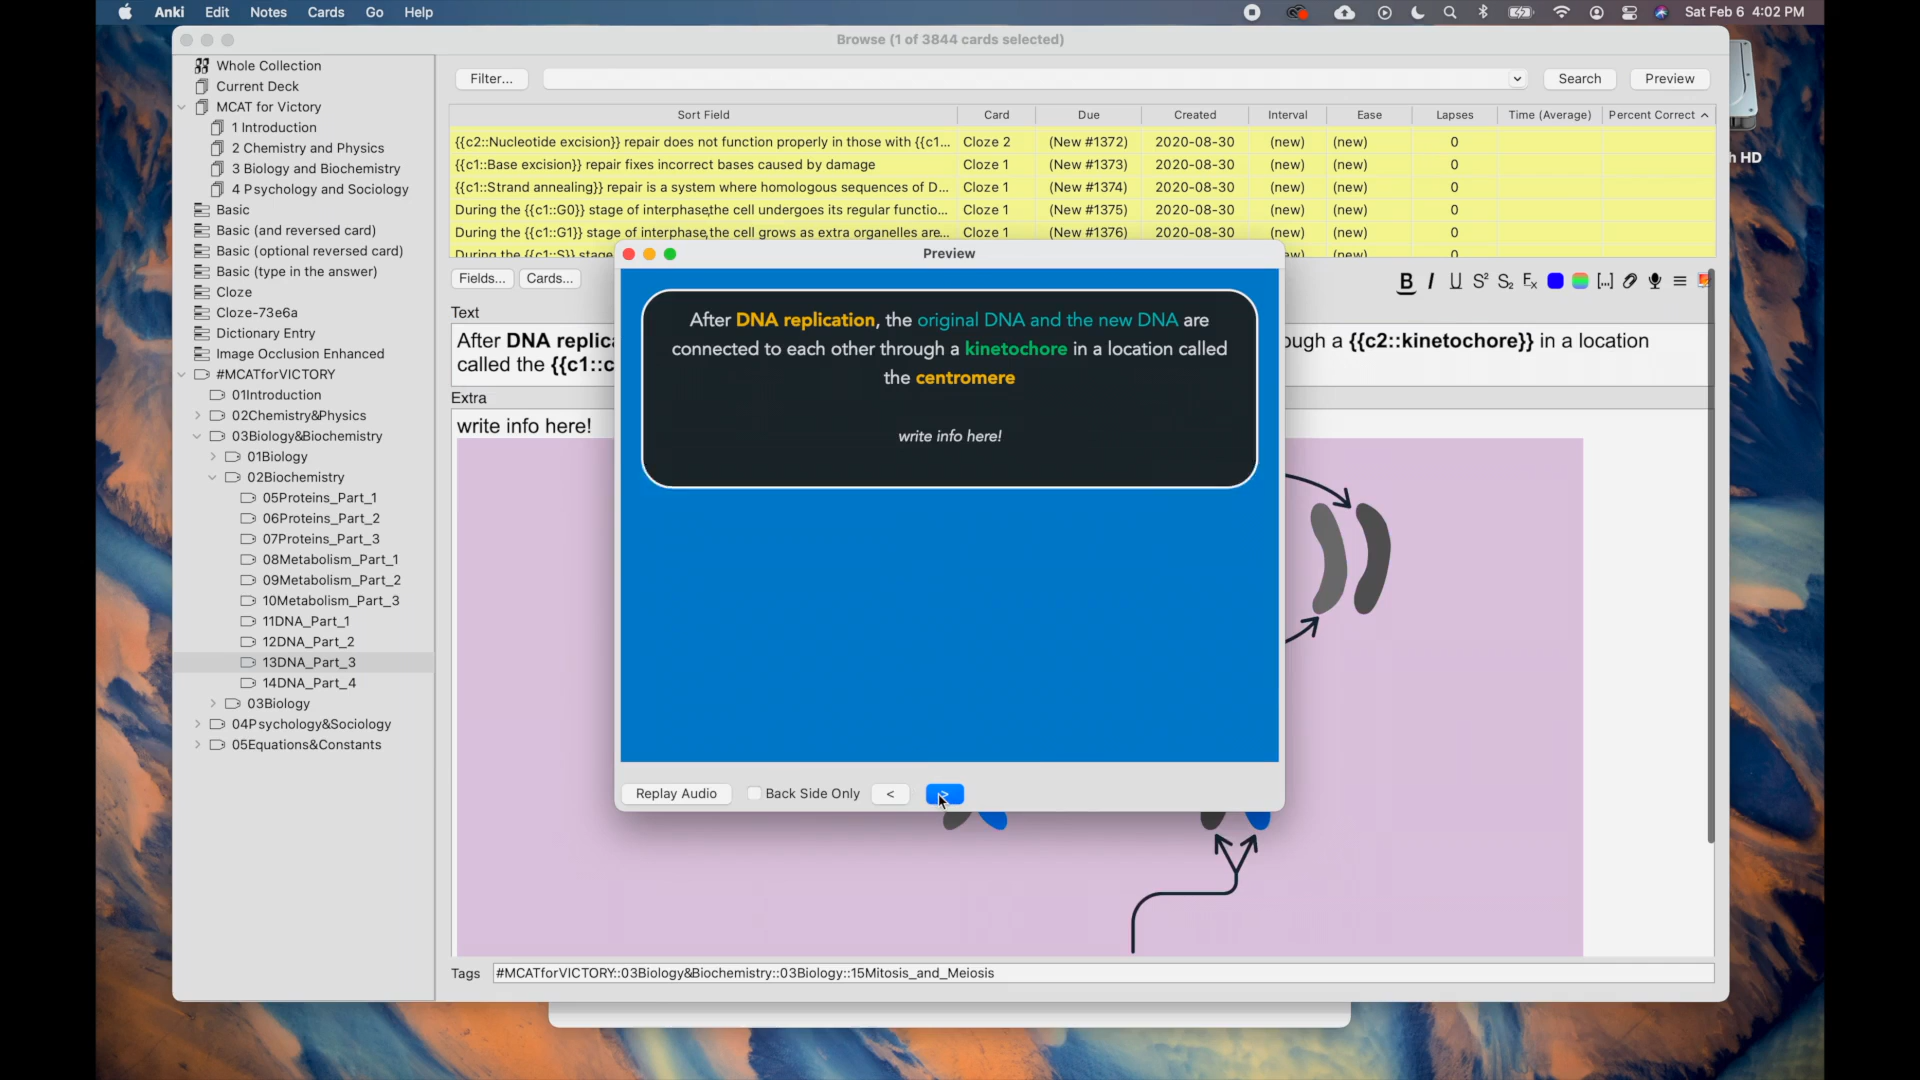 Anki Edit Notes Cards Go Help
Sat Feb 6 4:02 PM
Browse (1 of 3844 cards selected)
Whole Collection
Current Deck
MCAT for Victory
1 Introduction
2 Chemistry and Physics
3 Biology and Biochemistry
4 Psychology and Sociology
Basic
Basic (and reversed card)
Basic (optional reversed card)
Basic (type in the answer)
Cloze
Cloze-73e6a
Dictionary Entry
Image Occlusion Enhanced
#MCATforVICTORY
01Introduction
02Chemistry&Physics
03Biology&Biochemistry
01Biology
02Biochemistry
05Proteins_Part_1
06Proteins_Part_2
07Proteins_Part_3
08Metabolism_Part_1
09Metabolism_Part_2
10Metabolism_Part_3
11DNA_Part_1
12DNA_Part_2
13DNA_Part_3
14DNA_Part_4
03Biology
04Psychology&Sociology
05Equations&Constants
Filter... Search Preview
Sort Field Card Due Created Interval Ease Lapses Time (Average) Percent Correct
{{c2::Nucleotide excision}} repair does not function properly in those with {{c1... Cloze 2 (New #1372) 2020-08-30 (new) (new) 0
{{c1::Base excision}} repair fixes incorrect bases caused by damage Cloze 1 (New #1373) 2020-08-30 (new) (new) 0
{{c1::Strand annealing}} repair is a system where homologous sequences of D... Cloze 1 (New #1374) 2020-08-30 (new) (new) 0
During the {{c1::G0}} stage of interphase,the cell undergoes its regular functio... Cloze 1 (New #1375) 2020-08-30 (new) (new) 0
During the {{c1::G1}} stage of interphase,the cell grows as extra organelles are... Cloze 1 (New #1376) 2020-08-30 (new) (new) 0
During the {{c1::S}} stage
Fields... Cards...
B I U S² S₂ Eₓ [...]
Text
After DNA replic
ough a {{c2::kinetochore}} in a location
called the {{c1::c
Extra
write info here!
Preview
After DNA replication, the original DNA and the new DNA are
connected to each other through a kinetochore in a location called
the centromere
write info here!
Replay Audio Back Side Only < >
Tags #MCATforVICTORY::03Biology&Biochemistry::03Biology::15Mitosis_and_Meiosis
h HD